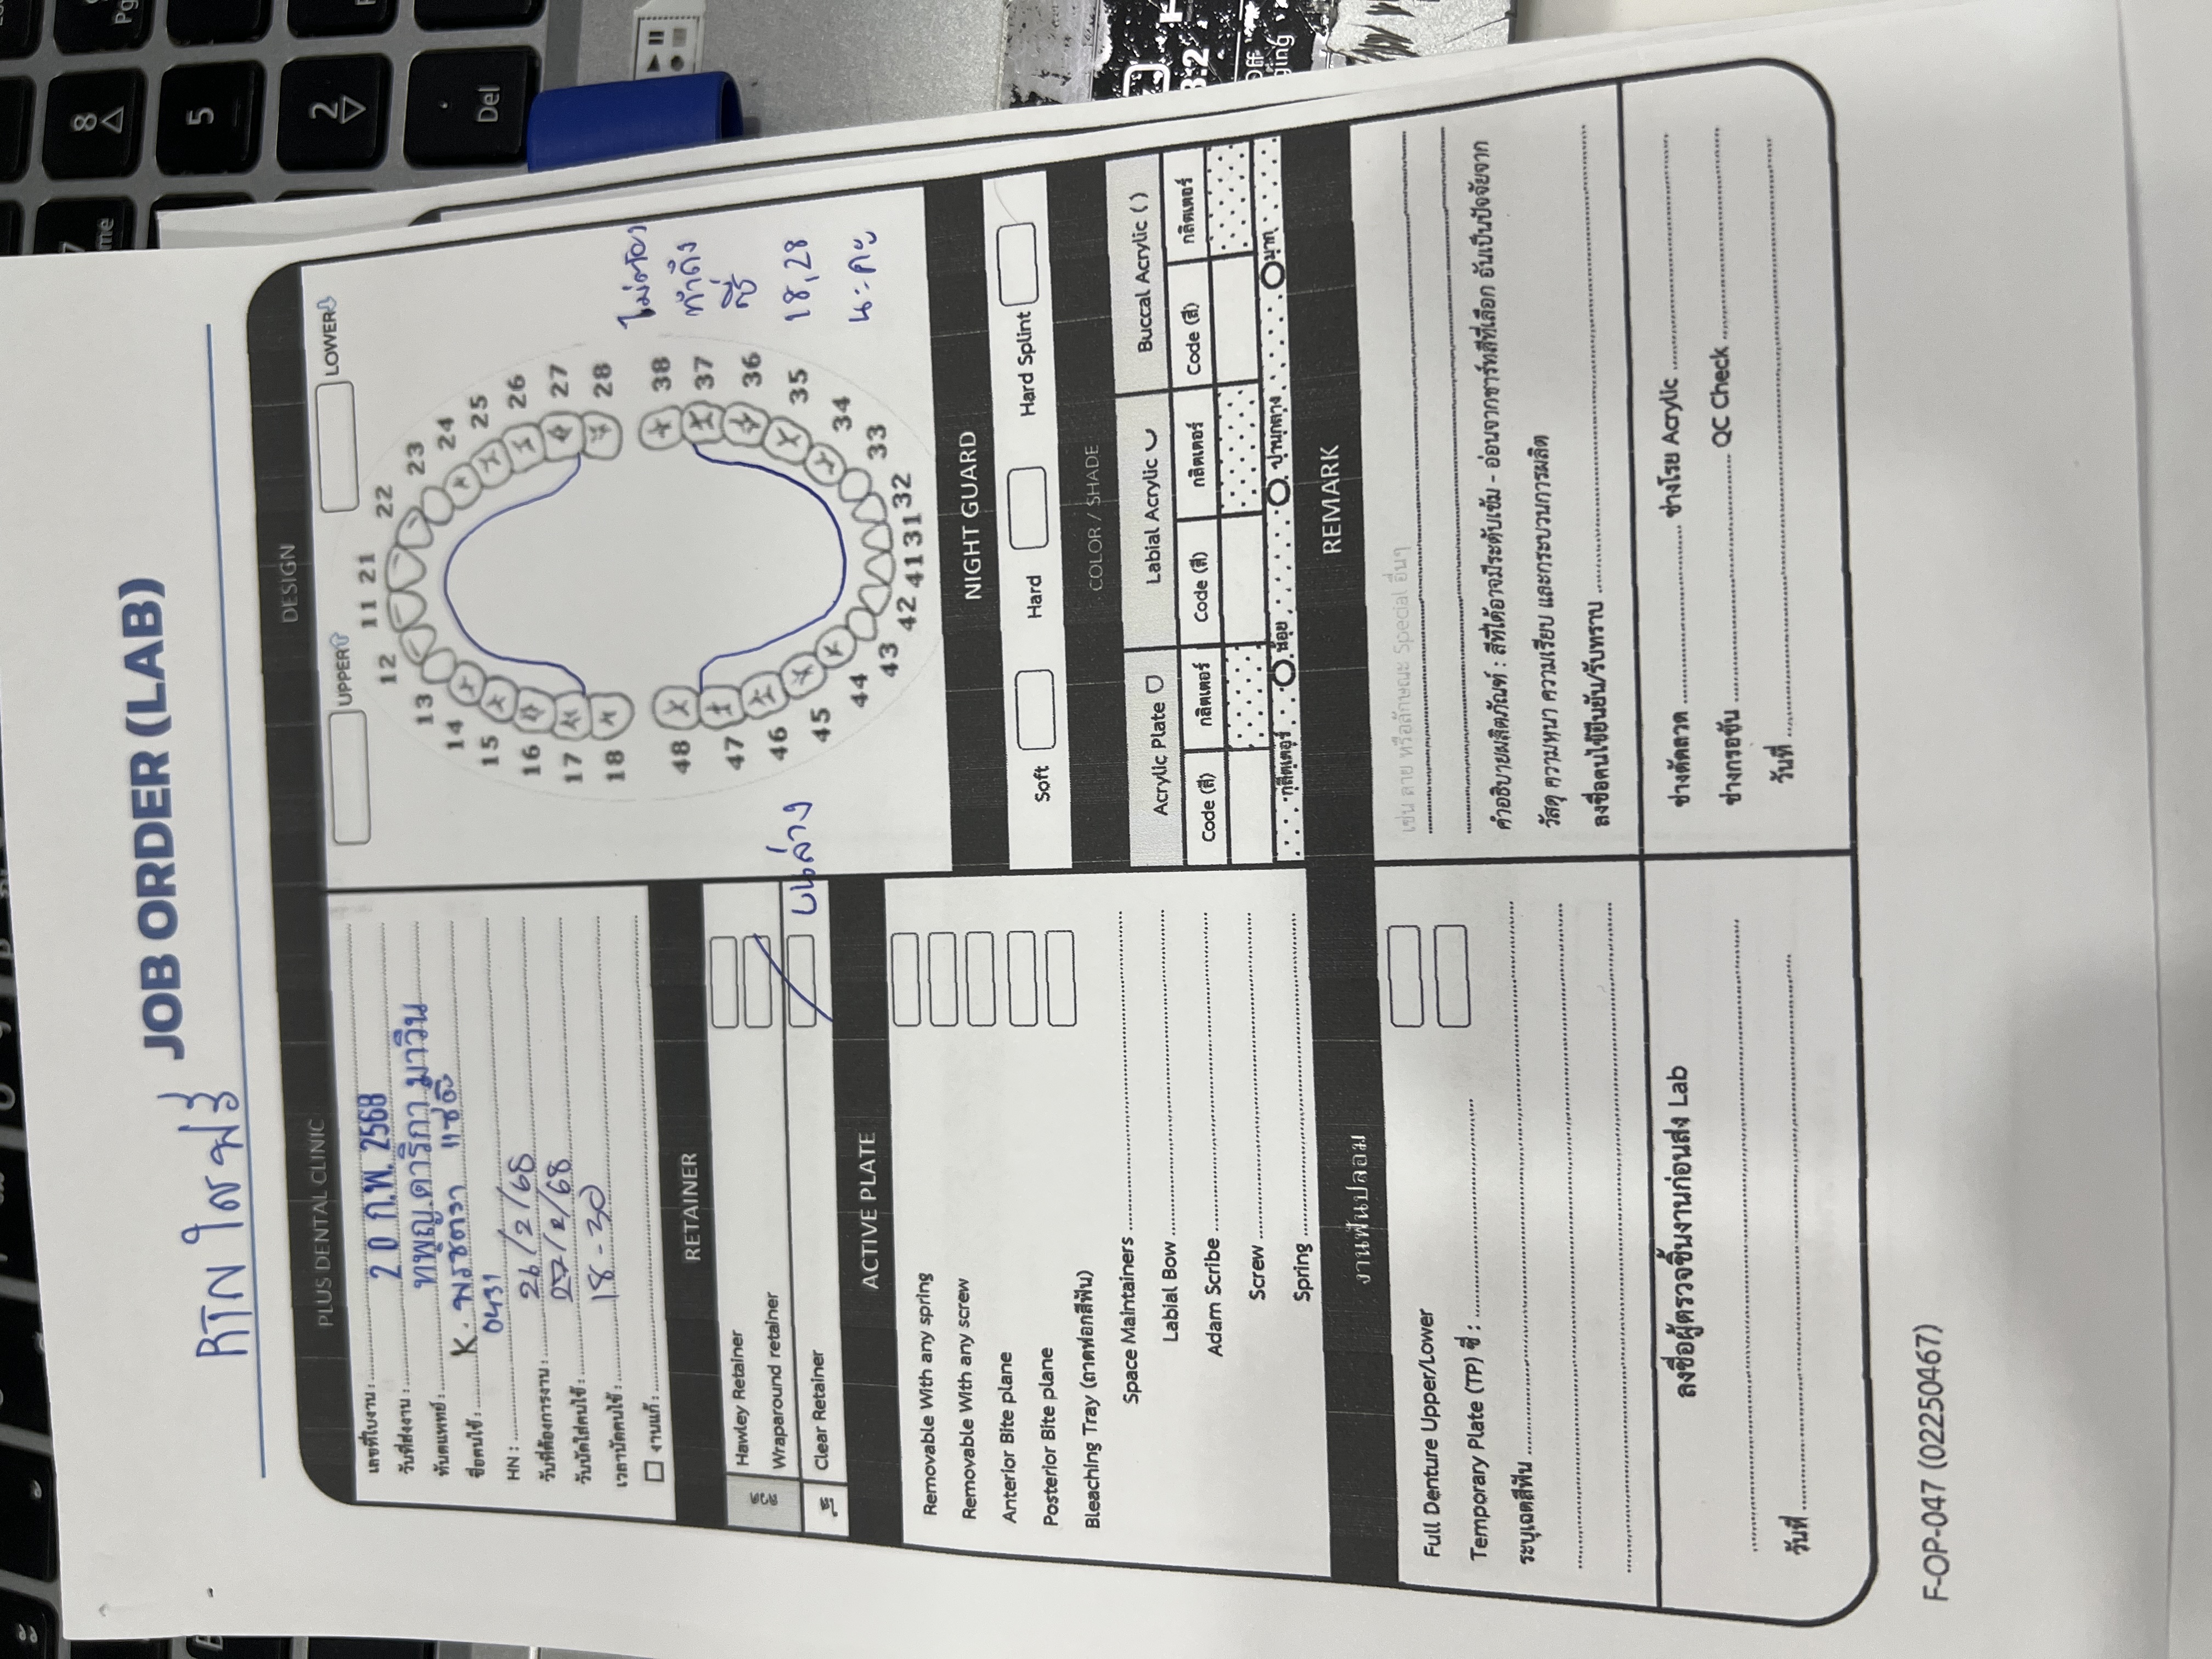 RTN ใสฟรี
JOB ORDER (LAB)
PLUS DENTAL CLINIC
เลขที่ใบงาน :
วันที่ส่งงาน : 20 ก.พ. 2568
ทันตแพทย์ : ทพญ.ดาริกา มาวิน
ชื่อคนไข้ : K. พรชตรา แซ่
HN : 0431
วันที่ต้องการงาน : 26/2/68
วันนัดใส่คนไข้ : 27/2/68
เวลานัดคนไข้ : 18-30
งานแก้ :
RETAINER
สี
Hawley Retainer
Wraparound retainer
ใส
Clear Retainer
บนล่าง
ACTIVE PLATE
Removable With any spring
Removable With any screw
Anterior Bite plane
Posterior Bite plane
Bleaching Tray (ถาดฟอกสีฟัน)
Space Maintainers
Labial Bow
Adam Scribe
Screw
Spring
งานฟันปลอม
Full Denture Upper/Lower
Temporary Plate (TP) ซี่ :
ระบุเฉดสีฟัน
ลงชื่อผู้ตรวจชิ้นงานก่อนส่ง Lab
วันที่
DESIGN
UPPER
LOWER
11 21
12 22
13 23
14 24
15 25
16 26
17 27
18 28
48 38
47 37
46 36
45 35
44 34
43 33
42 41 31 32
ไม่ต้อง
ทำถึง
ซี่
18, 28
นะคะ
NIGHT GUARD
Soft Hard Hard Splint
COLOR / SHADE
Acrylic Plate Labial Acrylic Buccal Acrylic ( )
Code (สี) กลิตเตอร์ Code (สี) กลิตเตอร์ Code (สี) กลิตเตอร์
กลิตเตอร์ น้อย ปานกลาง มาก
REMARK
เช่น ลาย หรือลักษณะ Special อื่นๆ
คำอธิบายผลิตภัณฑ์ : สีที่ได้อาจมีระดับเข้ม - อ่อนจากชาร์ทสีที่เลือก อันเป็นปัจจัยจาก
วัสดุ ความหนา ความเรียบ และกระบวนการผลิต
ลงชื่อคนไข้ยืนยัน/รับทราบ
ช่างดัดลวด ช่างโรย Acrylic
ช่างกรอขัน QC Check
วันที่
F-OP-047 (02250467)
8
5
2
Del